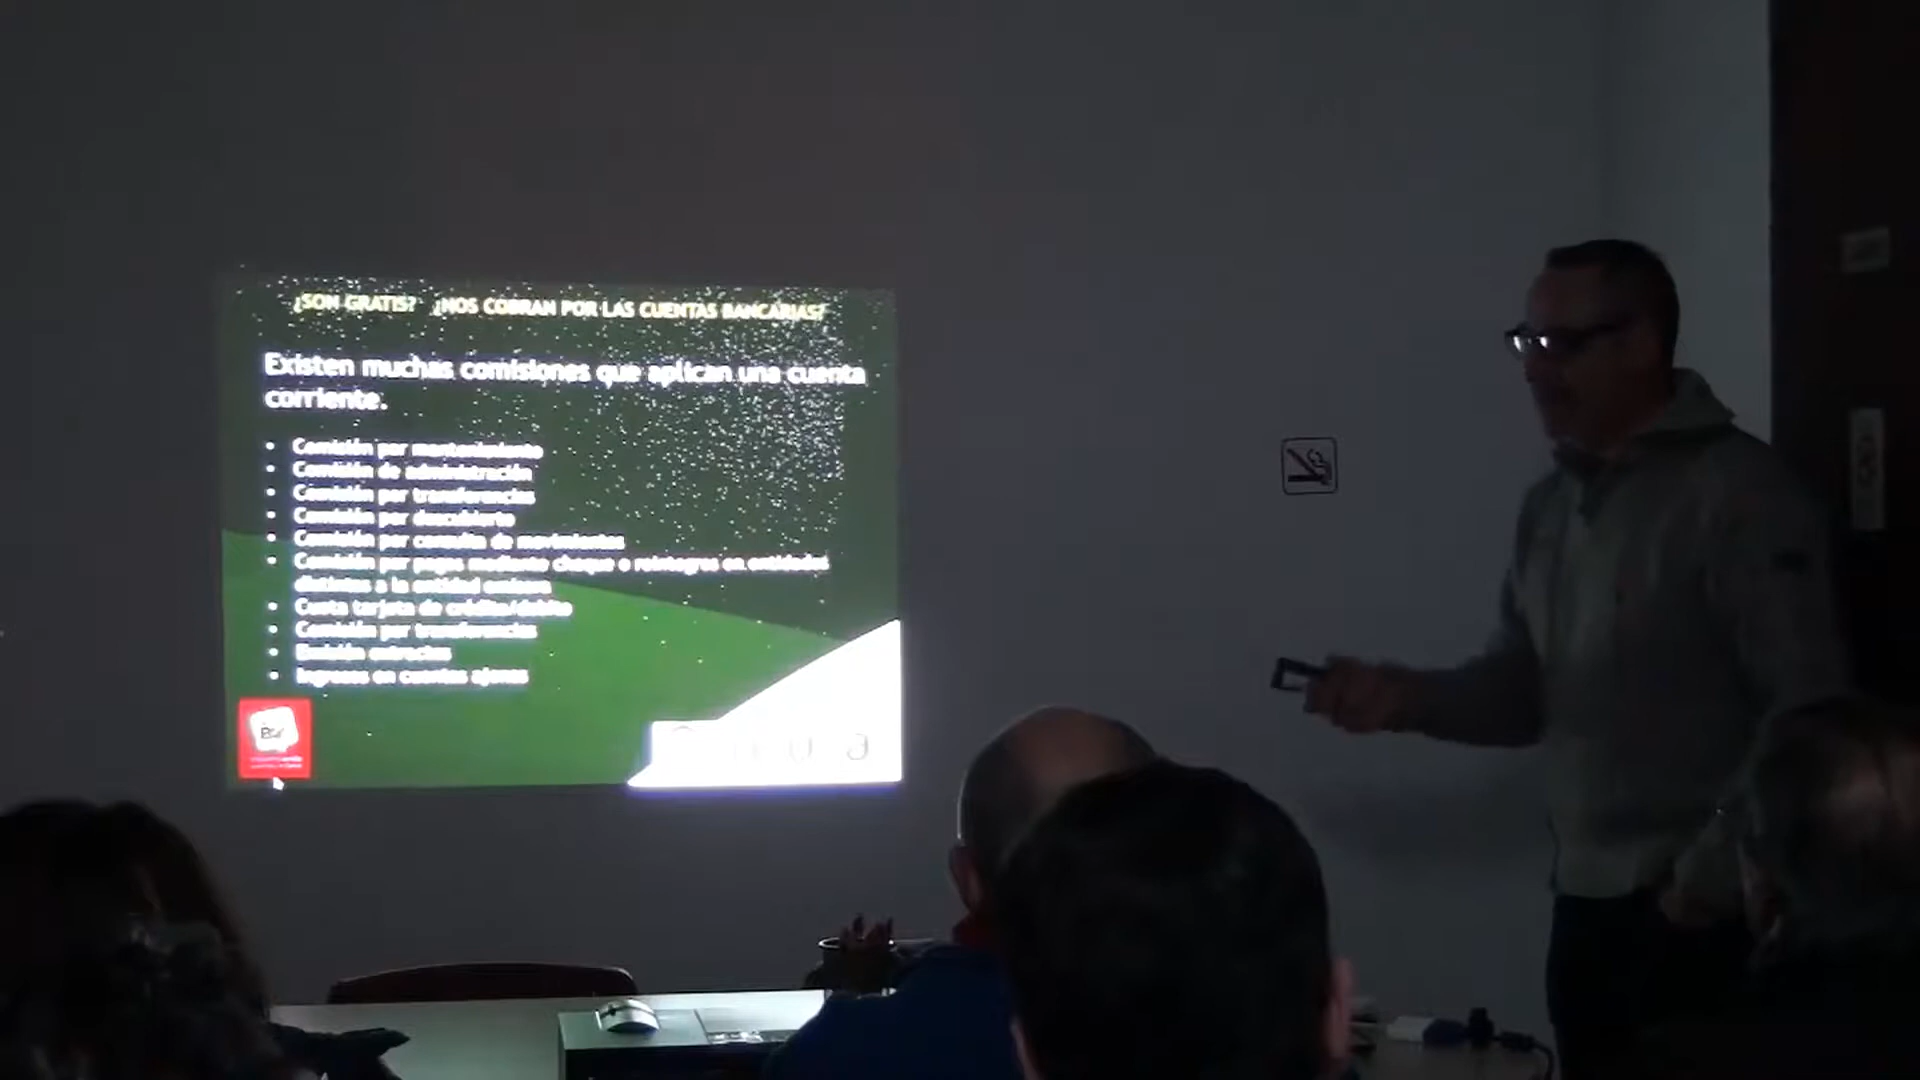 ¿SON GRATIS? ¿NOS COBRAN POR LAS CUENTAS BANCARIAS?
Existen muchas comisiones que aplican una cuenta
corriente.
• Comisión por mantenimiento
• Comisión de administración
• Comisión por transferencias
• Comisión por descubierto
• Comisión por consulta de movimientos
• Comisión por pagos mediante cheque o reintegros en entidades
distintas a la entidad emisora
• Cuota tarjeta de crédito/débito
• Comisión por transferencias
• Emisión extractos
• Ingresos en cuentas ajenas